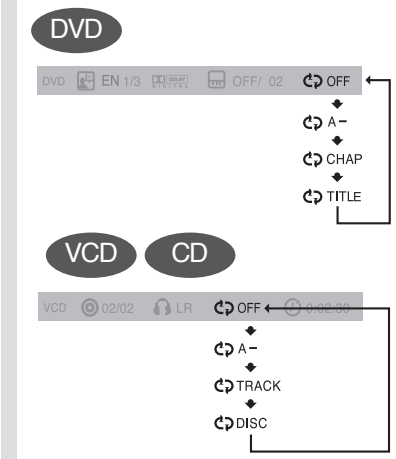 DVD
DVD EN 1/3 DOLBY DIGITAL OFF/ 02 OFF
A-
CHAP
TITLE
VCD CD
VCD 02/02 LR OFF 0:02:30
A-
TRACK
DISC